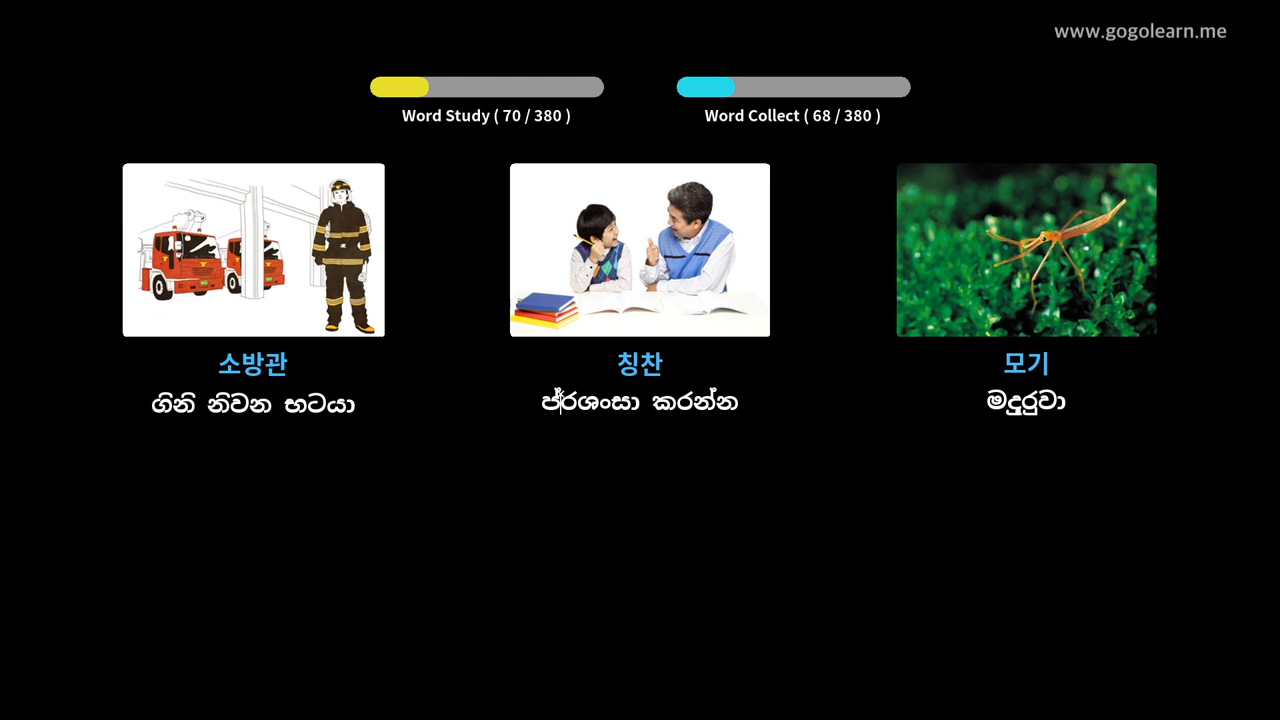 www.gogolearn.me
Word Study ( 70 / 380 )
Word Collect ( 68 / 380 )
소방관
칭찬
모기
ගිනි නිවන භටයා
ප්‍රශංසා කරන්න
මදුරුවා